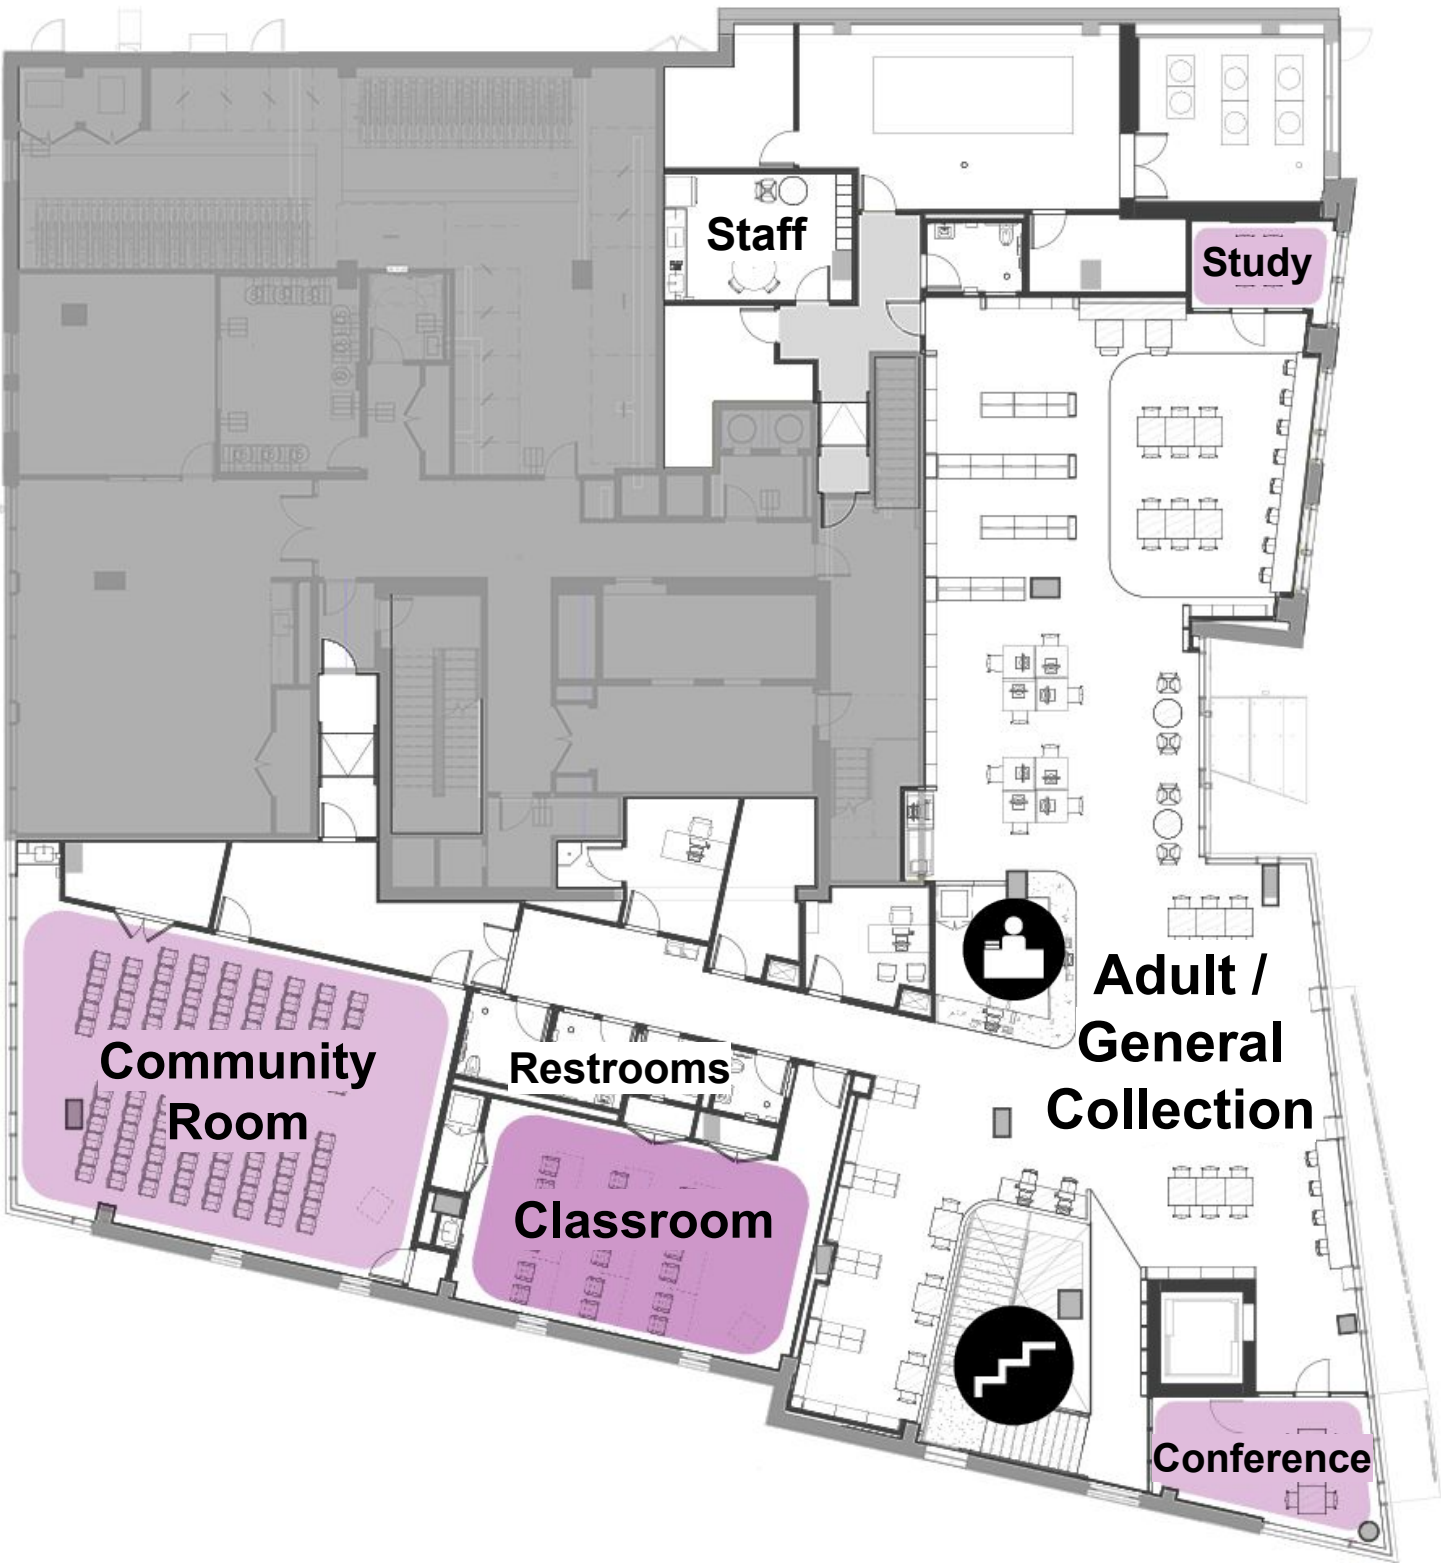 Staff
Study
Adult /
General
Collection
Community
Room
Restrooms
Classroom
Conference